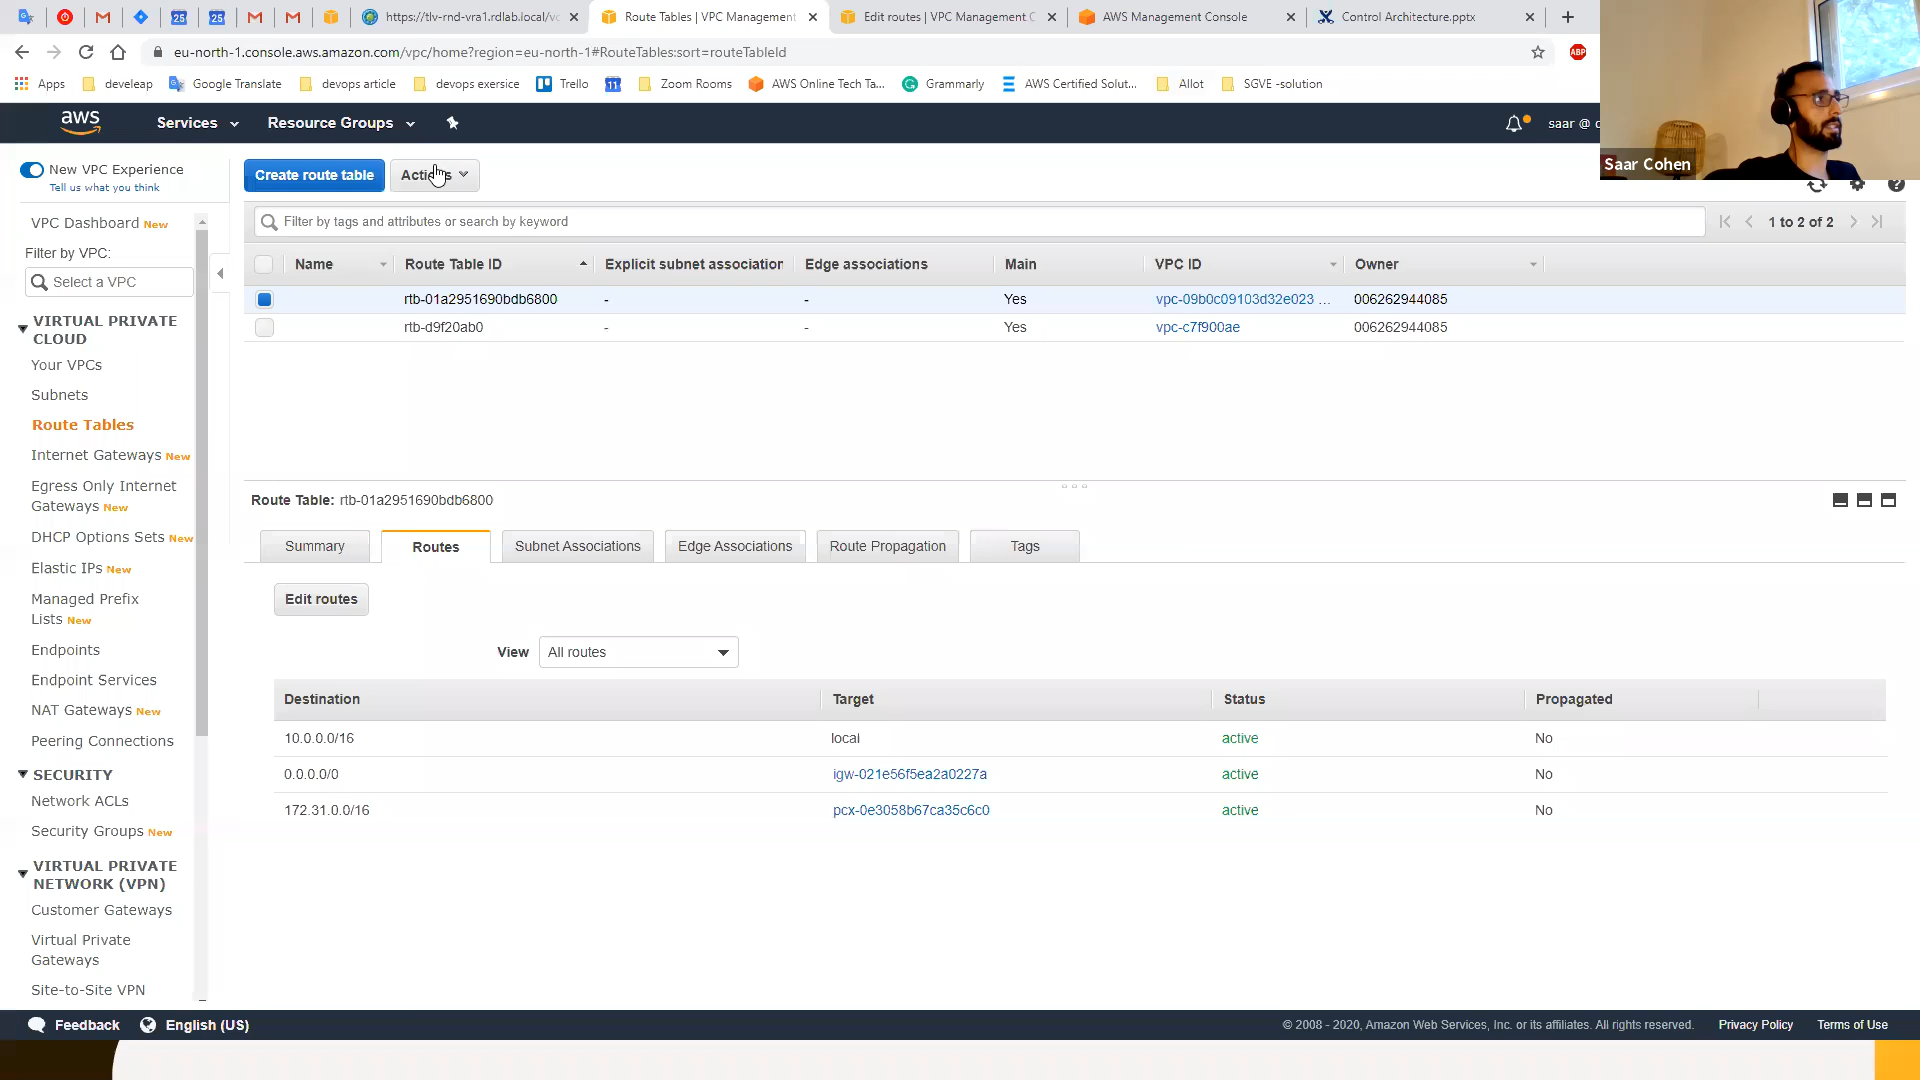 https://tlv-rnd-vra1.rdlab.local/vc
Route Tables | VPC Management
Edit routes | VPC Management C
AWS Management Console
Control Architecture.pptx
eu-north-1.console.aws.amazon.com/vpc/home?region=eu-north-1#RouteTables:sort=routeTableId
ABP
Apps
develeap
Google Translate
devops article
devops exersice
Trello
11
Zoom Rooms
AWS Online Tech Ta...
Grammarly
AWS Certified Solut...
Allot
SGVE -solution
aws
Services
Resource Groups
saar @ c
Saar Cohen
New VPC Experience
Tell us what you think
VPC Dashboard New
Filter by VPC:
Select a VPC
VIRTUAL PRIVATE
CLOUD
Your VPCs
Subnets
Route Tables
Internet Gateways New
Egress Only Internet
Gateways New
DHCP Options Sets New
Elastic IPs New
Managed Prefix
Lists New
Endpoints
Endpoint Services
NAT Gateways New
Peering Connections
SECURITY
Network ACLs
Security Groups New
VIRTUAL PRIVATE
NETWORK (VPN)
Customer Gateways
Virtual Private
Gateways
Site-to-Site VPN
Create route table
Actions
Filter by tags and attributes or search by keyword
1 to 2 of 2
Name Route Table ID Explicit subnet association Edge associations Main VPC ID Owner
rtb-01a2951690bdb6800 - - Yes vpc-09b0c09103d32e023 ... 006262944085
rtb-d9f20ab0 - - Yes vpc-c7f900ae 006262944085
Route Table: rtb-01a2951690bdb6800
Summary
Routes
Subnet Associations
Edge Associations
Route Propagation
Tags
Edit routes
View All routes
Destination Target Status Propagated
10.0.0.0/16 local active No
0.0.0.0/0 igw-021e56f5ea2a0227a active No
172.31.0.0/16 pcx-0e3058b67ca35c6c0 active No
Feedback
English (US)
© 2008 - 2020, Amazon Web Services, Inc. or its affiliates. All rights reserved.
Privacy Policy
Terms of Use